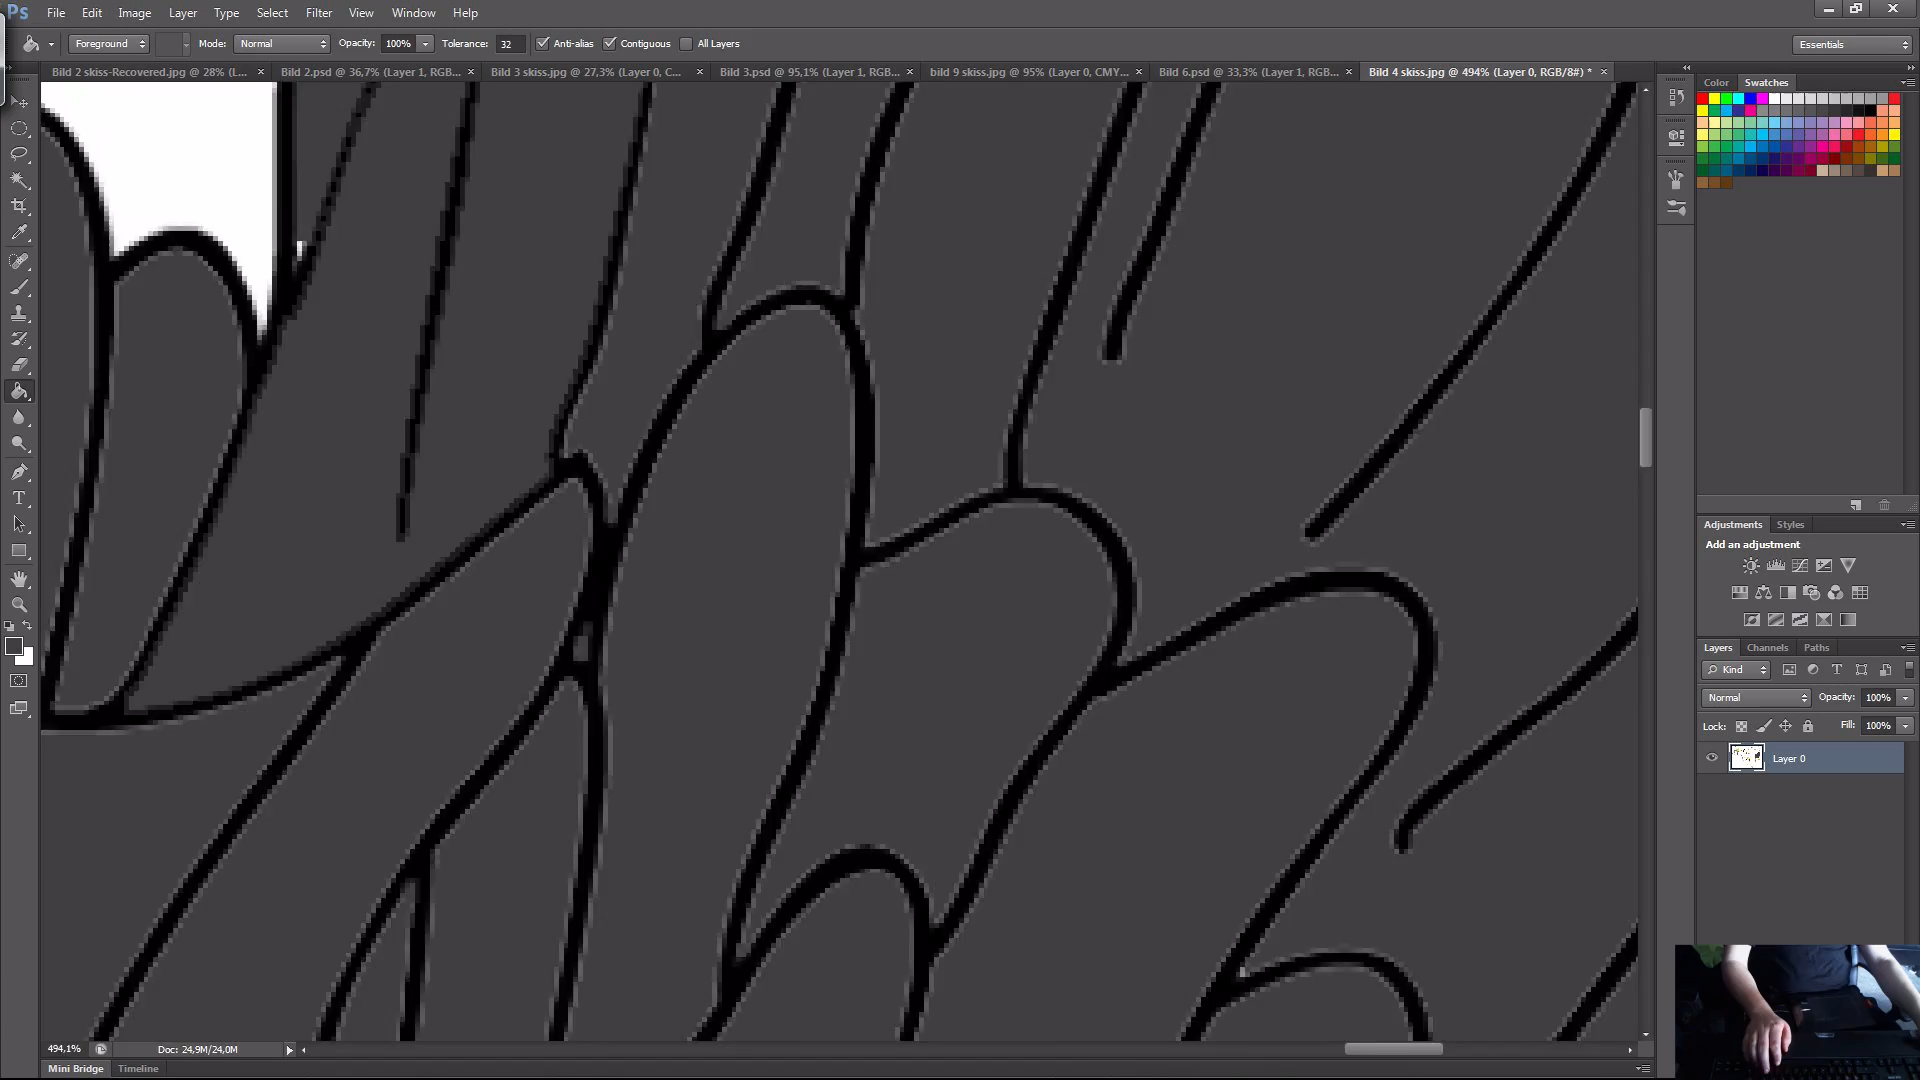 Ps File Edit Image Layer Type Select Filter View Window Help
Foreground Mode: Normal Opacity: 100% Tolerance: 32 Anti-alias Contiguous All Layers Essentials
Bild 2 skiss-Recovered.jpg @ 28% (L... Bild 2.psd @ 36,7% (Layer 1, RGB... Bild 3 skiss.jpg @ 27,3% (Layer 0, C... Bild 3.psd @ 95,1% (Layer 1, RGB... bild 9 skiss.jpg @ 95% (Layer 0, CMY... Bild 6.psd @ 33,3% (Layer 1, RGB... Bild 4 skiss.jpg @ 494% (Layer 0, RGB/8#) *
Color Swatches
Adjustments Styles
Add an adjustment
Layers Channels Paths
Kind
Normal Opacity: 100%
Lock: Fill: 100%
Layer 0
494,1% Doc: 24,9M/24,0M
Mini Bridge Timeline